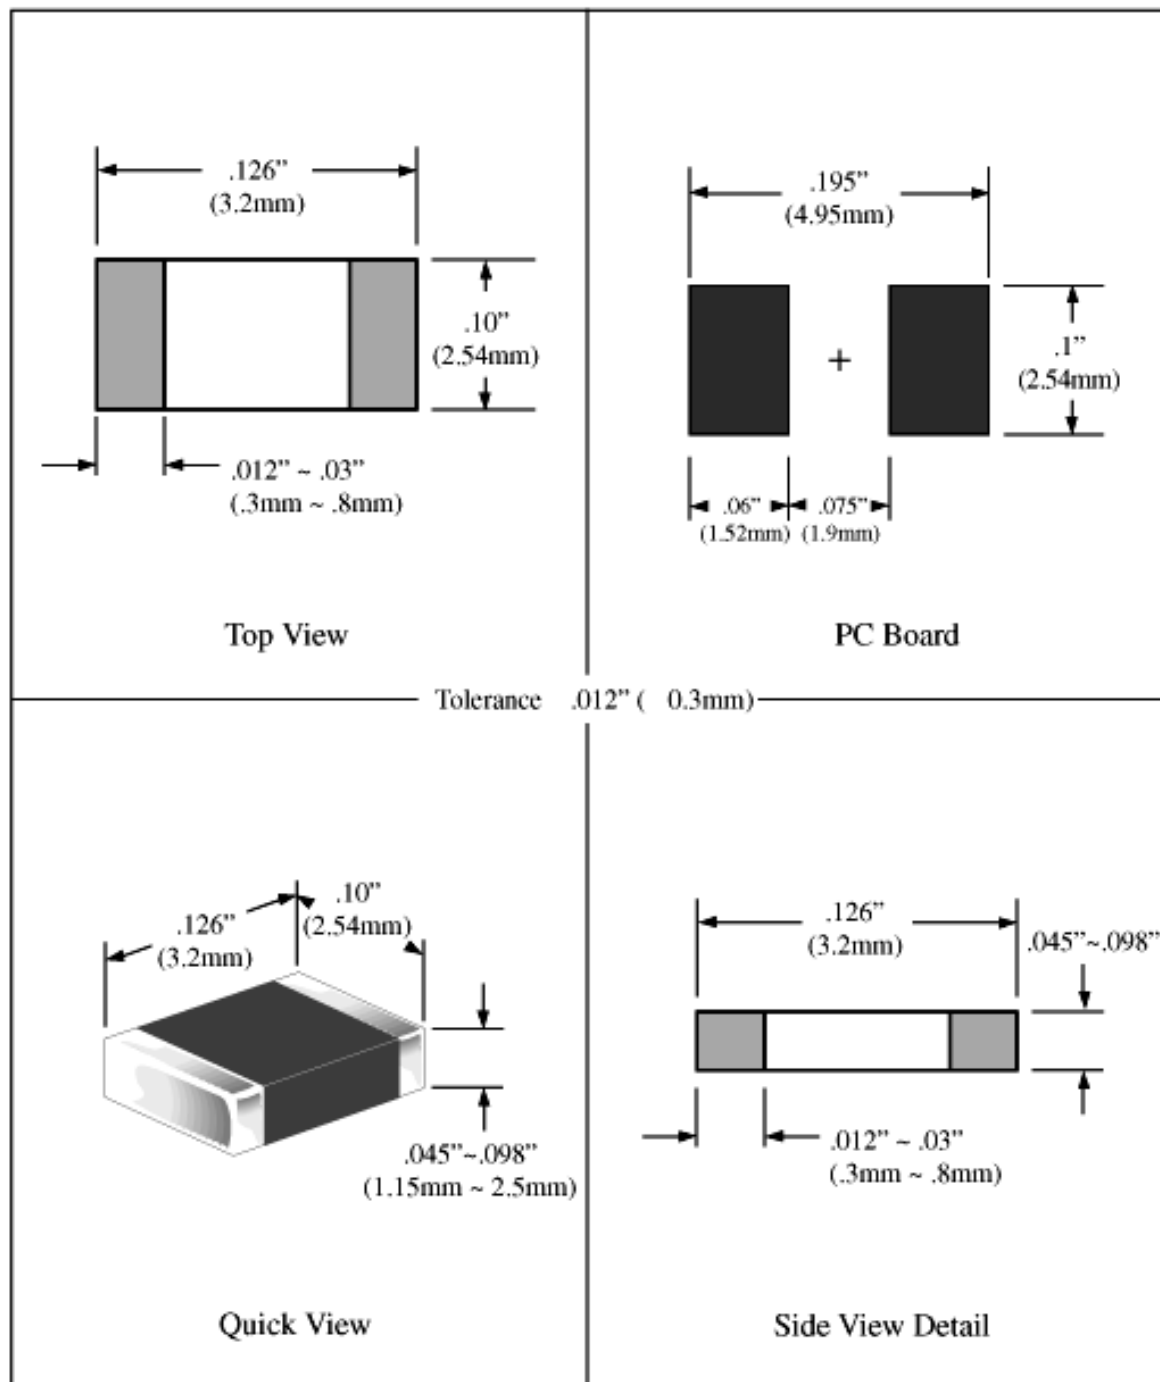 .126”
(3.2mm)
.10”
(2.54mm)
.012” ~ .03”
(.3mm ~ .8mm)
Top View
.195”
(4.95mm)
+
.1”
(2.54mm)
.06” .075”
(1.52mm) (1.9mm)
PC Board
Tolerance .012” ( 0.3mm)
.126”
(3.2mm)
.10”
(2.54mm)
.045”~.098”
(1.15mm ~ 2.5mm)
Quick View
.126”
(3.2mm)
.045”~.098”
.012” ~ .03”
(.3mm ~ .8mm)
Side View Detail